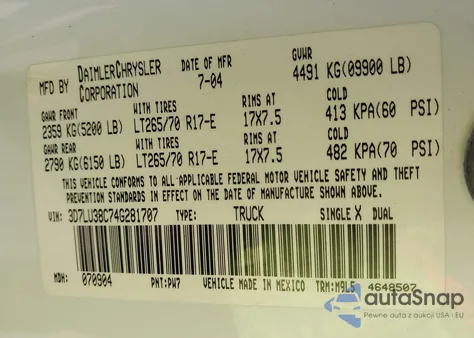 MFD BY DAIMLERCHRYSLER CORPORATION DATE OF MFR 7-04 GVWR 4491 KG(09900 LB)
GAWR FRONT WITH TIRES RIMS AT COLD
2359 KG(5200 LB) LT265/70 R17-E 17X7.5 413 KPA(60 PSI)
GAWR REAR WITH TIRES RIMS AT COLD
2790 KG(6150 LB) LT265/70 R17-E 17X7.5 482 KPA(70 PSI)
THIS VEHICLE CONFORMS TO ALL-APPLICABLE FEDERAL MOTOR VEHICLE SAFETY AND THEFT
PREVENTION STANDARDS IN EFFECT ON THE DATE OF MANUFACTURE SHOWN ABOVE.
3D7LU38C74G281707 TYPE: TRUCK SINGLE X DUAL
MDH: 070904 PNT:PW7 VEHICLE MADE IN MEXICO TRM:M9L5 4648507
autoSnap
Pewne auta z aukcji USA i EU